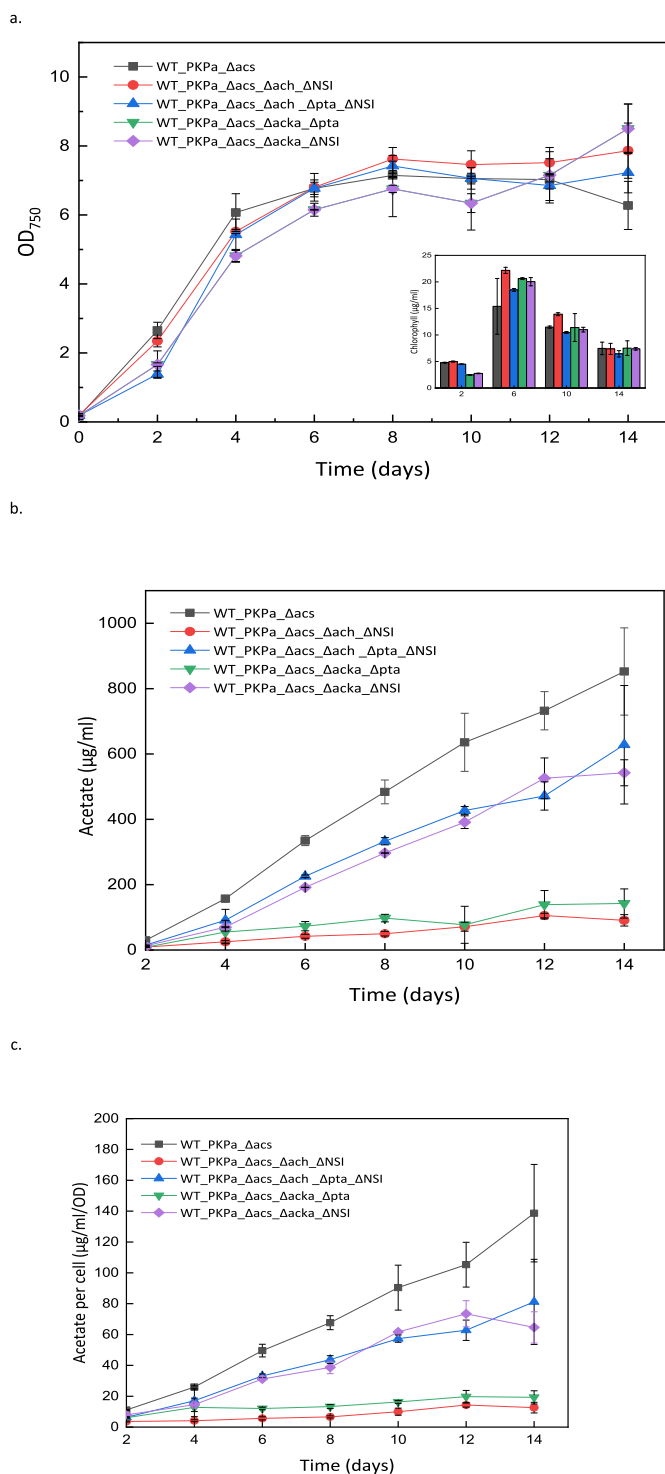 a.
WT_PKPa_Δacs
WT_PKPa_Δacs_Δach_ΔNSI
WT_PKPa_Δacs_Δach _Δpta_ΔNSI
WT_PKPa_Δacs_Δacka_Δpta
WT_PKPa_Δacs_Δacka_ΔNSI
10
8
6
4
2
0
OD750
0 2 4 6 8 10 12 14
Time (days)
25
20
15
10
5
0
Chlorophyll (µg/ml)
2 6 10 14
b.
WT_PKPa_Δacs
WT_PKPa_Δacs_Δach_ΔNSI
WT_PKPa_Δacs_Δach _Δpta_ΔNSI
WT_PKPa_Δacs_Δacka_Δpta
WT_PKPa_Δacs_Δacka_ΔNSI
1000
800
600
400
200
0
Acetate (µg/ml)
2 4 6 8 10 12 14
Time (days)
c.
WT_PKPa_Δacs
WT_PKPa_Δacs_Δach_ΔNSI
WT_PKPa_Δacs_Δach _Δpta_ΔNSI
WT_PKPa_Δacs_Δacka_Δpta
WT_PKPa_Δacs_Δacka_ΔNSI
200
180
160
140
120
100
80
60
40
20
0
Acetate per cell (µg/ml/OD)
2 4 6 8 10 12 14
Time (days)